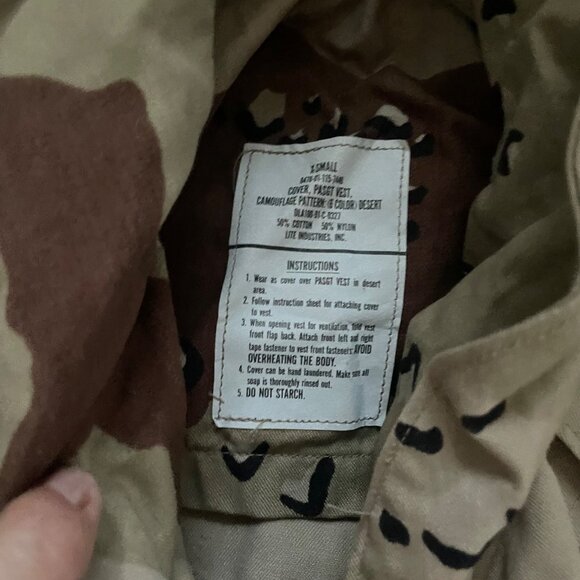 X-SMALL
COVER, PASGT VEST.
CAMOUFLAGE PATTERN: (6 COLOR) DESERT
DLA100-91-C-0327
50% COTTON 50% NYLON
LITE INDUSTRIES, INC.
INSTRUCTIONS
1. Wear as cover over PASGT VEST in desert
area.
2. Follow instruction sheet for attaching cover
to vest.
3. When opening vest for ventilation, fold vest
front flap back. Attach front left and right
tape fastener to vest front fasteners. AVOID
OVERHEATING THE BODY.
4. Cover can be hand laundered. Make sure all
soap is thoroughly rinsed out.
5. DO NOT STARCH.